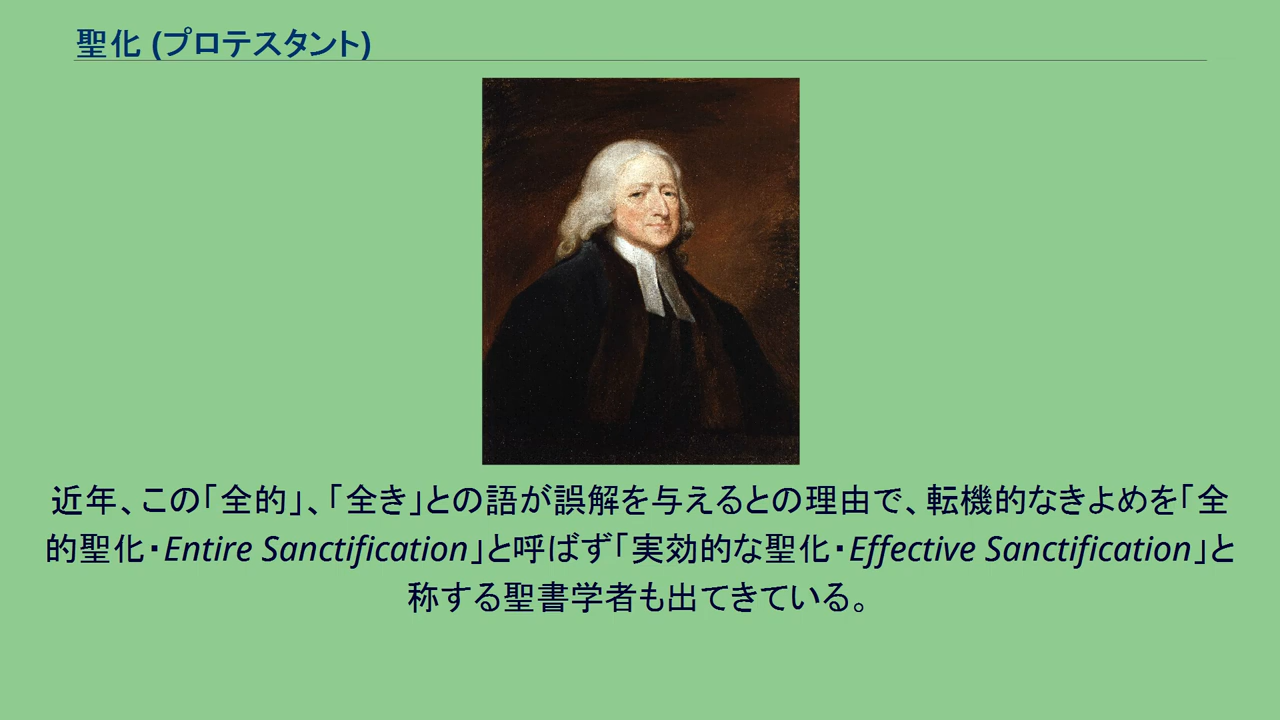 聖化 (プロテスタント)
近年、この「全的」、「全き」との語が誤解を与えるとの理由で、転機的なきよめを「全
的聖化・Entire Sanctification」と呼ばず「実効的な聖化・Effective Sanctification」と
称する聖書学者も出てきている。